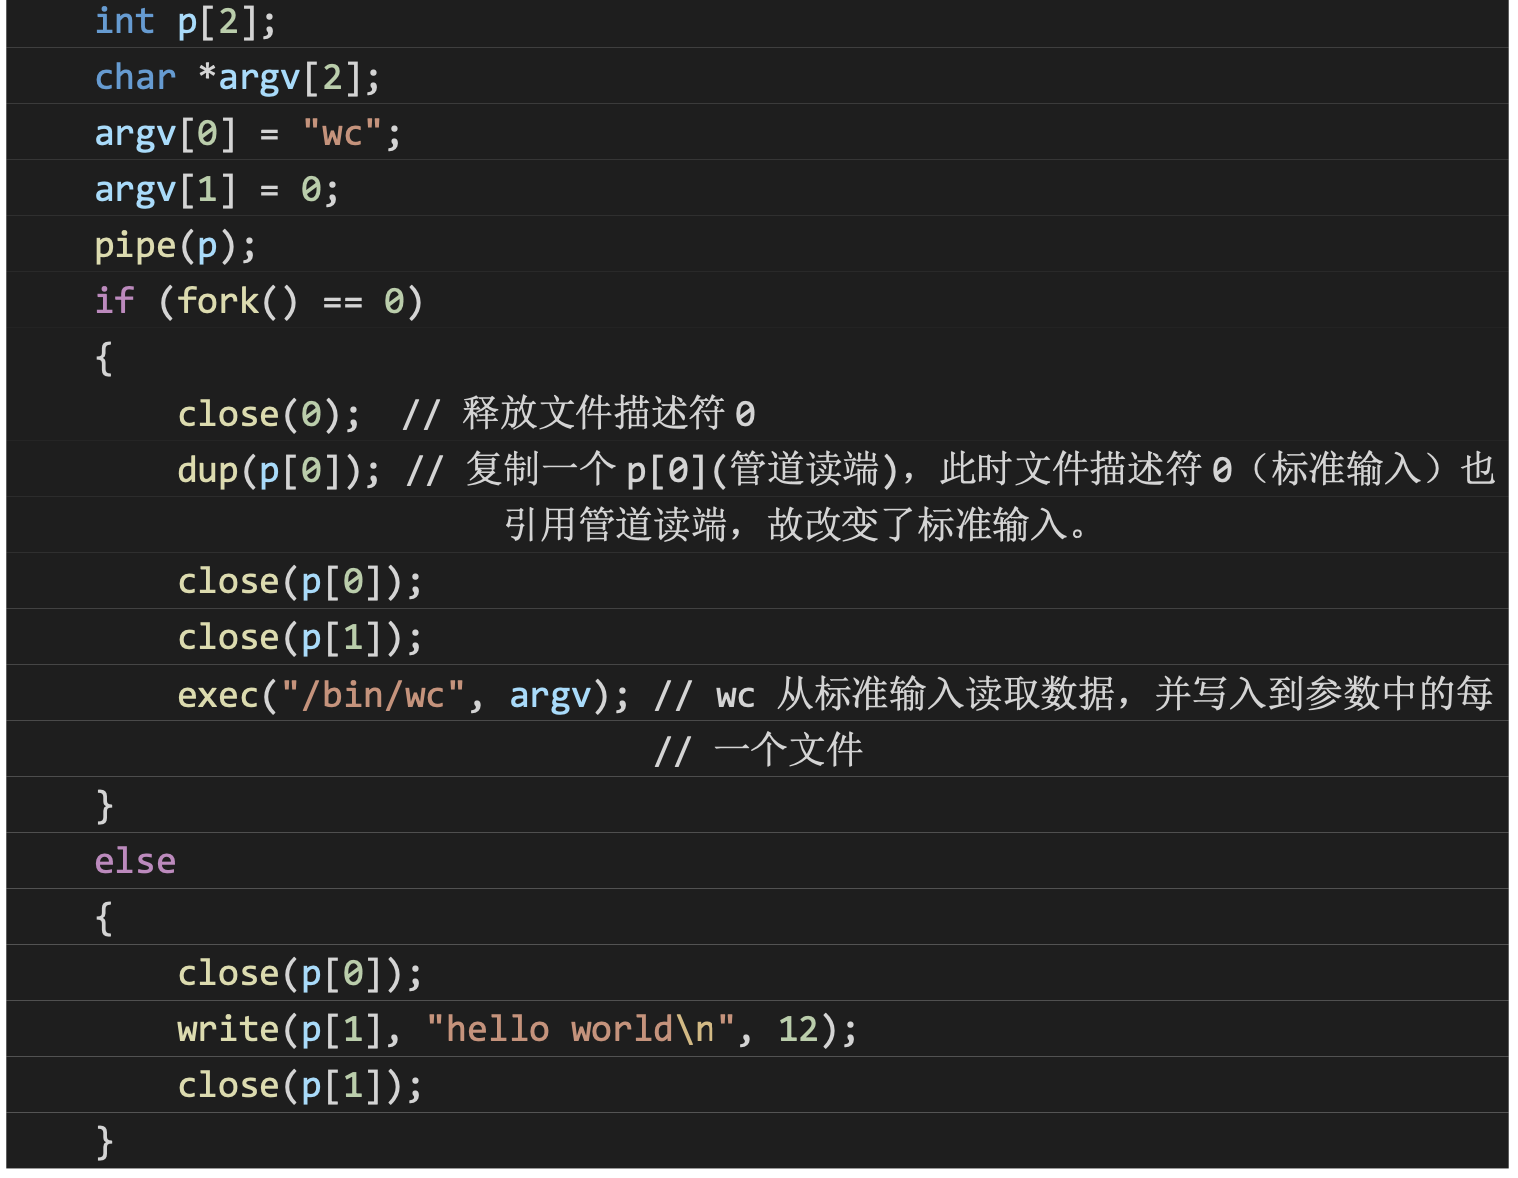 int p[2];
char *argv[2];
argv[0] = "wc";
argv[1] = 0;
pipe(p);
if (fork() == 0)
{
close(0);  // 释放文件描述符 0
dup(p[0]); // 复制一个 p[0](管道读端)，此时文件描述符 0（标准输入）也
引用管道读端，故改变了标准输入。
close(p[0]);
close(p[1]);
exec("/bin/wc", argv); // wc 从标准输入读取数据，并写入到参数中的每
// 一个文件
}
else
{
close(p[0]);
write(p[1], "hello world\n", 12);
close(p[1]);
}